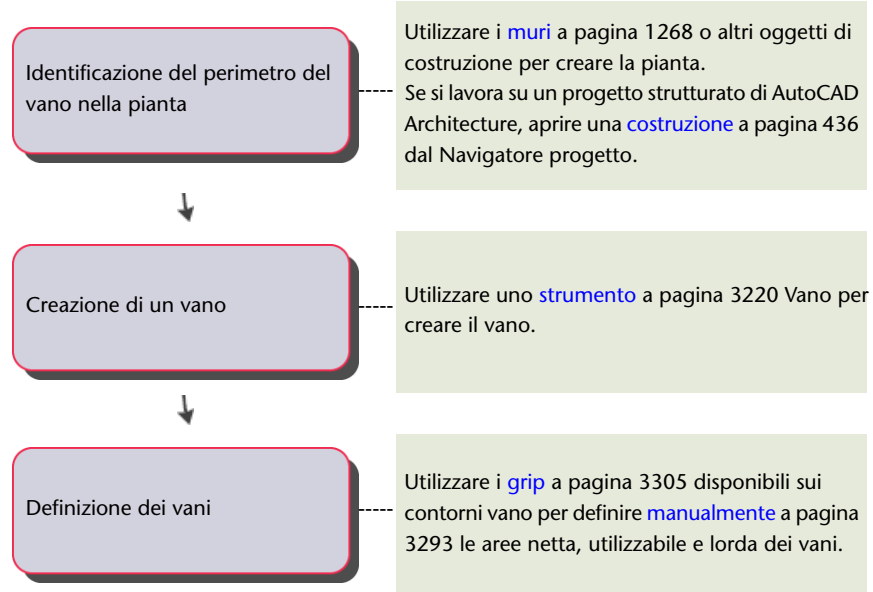 Identificazione del perimetro del
vano nella pianta
Utilizzare i muri a pagina 1268 o altri oggetti di
costruzione per creare la pianta.
Se si lavora su un progetto strutturato di AutoCAD
Architecture, aprire una costruzione a pagina 436
dal Navigatore progetto.
Creazione di un vano
Utilizzare uno strumento a pagina 3220 Vano per
creare il vano.
Definizione dei vani
Utilizzare i grip a pagina 3305 disponibili sui
contorni vano per definire manualmente a pagina
3293 le aree netta, utilizzabile e lorda dei vani.